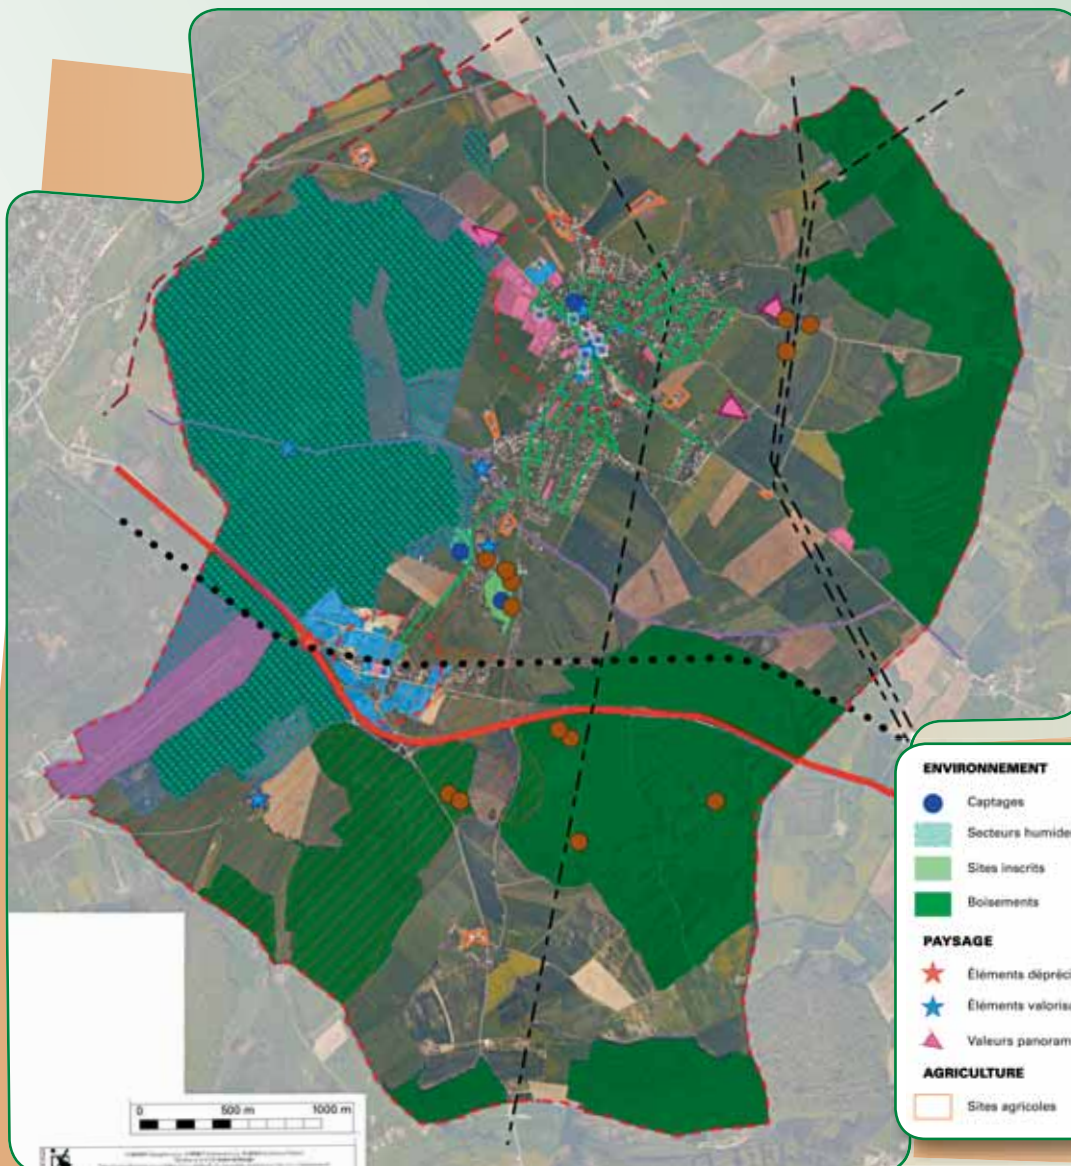 ENVIRONNEMENT
Captages
Secteurs humide
Sites inscrits
Boisements
PAYSAGE
Éléments dépréci
Éléments valorisa
Valeurs panoram
AGRICULTURE
Sites agricoles
0 500 m 1000 m